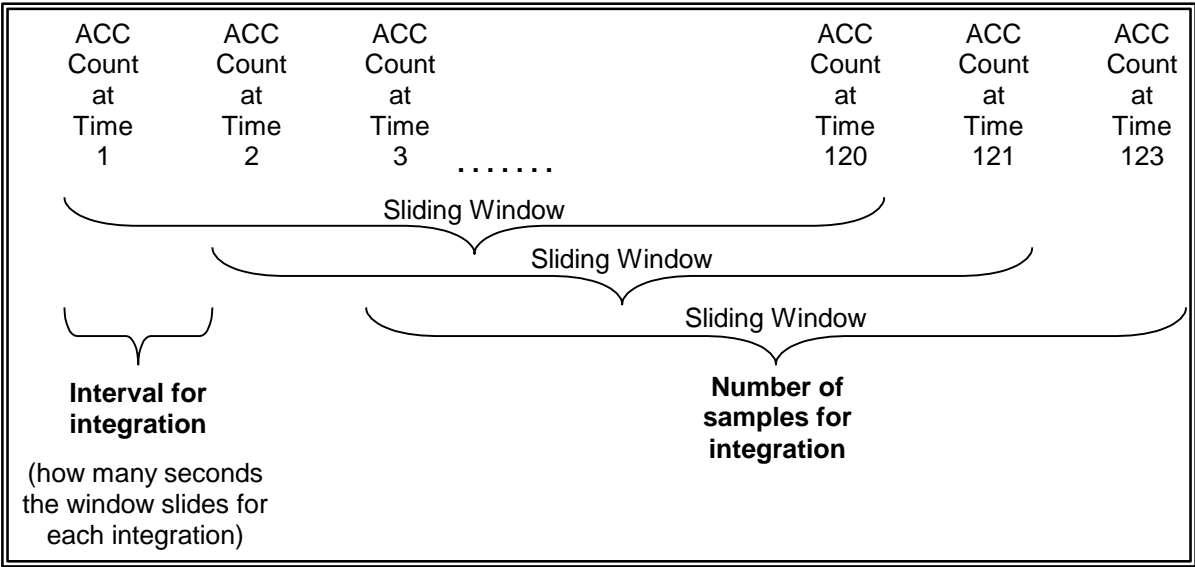 ACC Count at Time 1
ACC Count at Time 2
ACC Count at Time 3
.......
ACC Count at Time 120
ACC Count at Time 121
ACC Count at Time 123
Sliding Window
Sliding Window
Sliding Window
Interval for
integration
(how many seconds
the window slides for
each integration)
Number of
samples for
integration